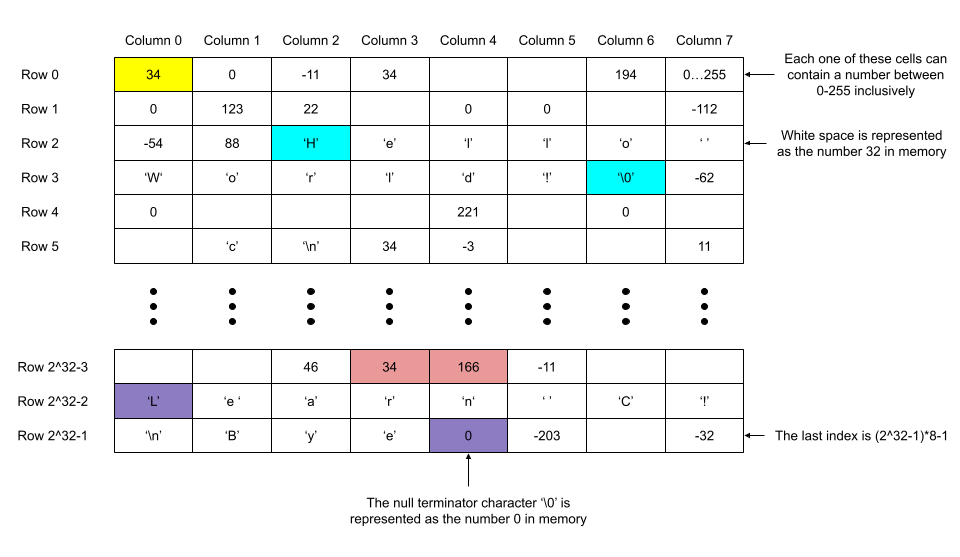 Column 0 Column 1 Column 2 Column 3 Column 4 Column 5 Column 6 Column 7
Row 0 34 0 -11 34 194 0...255
Each one of these cells can
contain a number between
0-255 inclusively
Row 1 0 123 22 0 0 -112
Row 2 -54 88 ‘H’ ‘e’ ‘l’ ‘l’ ‘o’ ‘ ’
White space is represented
as the number 32 in memory
Row 3 ‘W‘ ‘o’ ‘r’ ‘l’ ‘d’ ‘!’ ‘\0’ -62
Row 4 0 221 0
Row 5 ‘c’ ‘\n’ 34 -3 11
Row 2^32-3 46 34 166 -11
Row 2^32-2 ‘L’ ‘e ‘ ‘a’ ‘r’ ‘n‘ ‘ ’ ‘C’ ‘!’
Row 2^32-1 ‘\n’ ‘B’ ‘y’ ‘e’ 0 -203 -32
The last index is (2^32-1)*8-1
The null terminator character ‘\0’ is
represented as the number 0 in memory